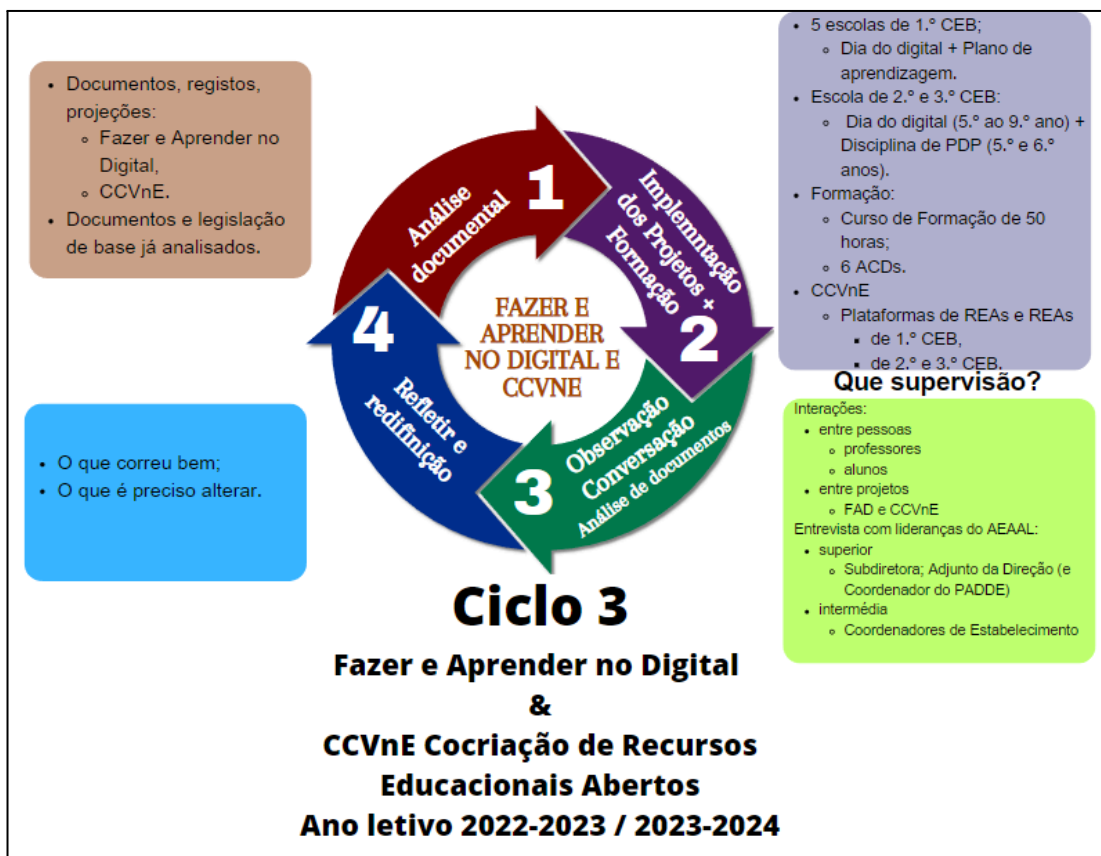 • Documentos, registos,
projeções:
◦ Fazer e Aprender no
Digital,
◦ CCVnE.
• Documentos e legislação
de base já analisados.
1
Análise
documental
2
Implemntação
dos Projetos +
Formação
3
Observação
Conversação
Análise de documentos
4
Refletir e
redifinição
FAZER E
APRENDER
NO DIGITAL E
CCVNE
• 5 escolas de 1.º CEB;
◦ Dia do digital + Plano de
aprendizagem.
• Escola de 2.º e 3.º CEB:
◦ Dia do digital (5.º ao 9.º ano) +
Disciplina de PDP (5.º e 6.º
anos).
• Formação:
◦ Curso de Formação de 50
horas;
◦ 6 ACDs.
• CCVnE
◦ Plataformas de REAs e REAs
▪ de 1.º CEB,
▪ de 2.º e 3.º CEB.
Que supervisão?
Interações:
• entre pessoas
◦ professores
◦ alunos
• entre projetos
◦ FAD e CCVnE
Entrevista com lideranças do AEAAL:
• superior
◦ Subdiretora; Adjunto da Direção (e
Coordenador do PADDE)
• intermédia
◦ Coordenadores de Estabelecimento
• O que correu bem;
• O que é preciso alterar.
Ciclo 3
Fazer e Aprender no Digital
&
CCVnE Cocriação de Recursos
Educacionais Abertos
Ano letivo 2022-2023 / 2023-2024